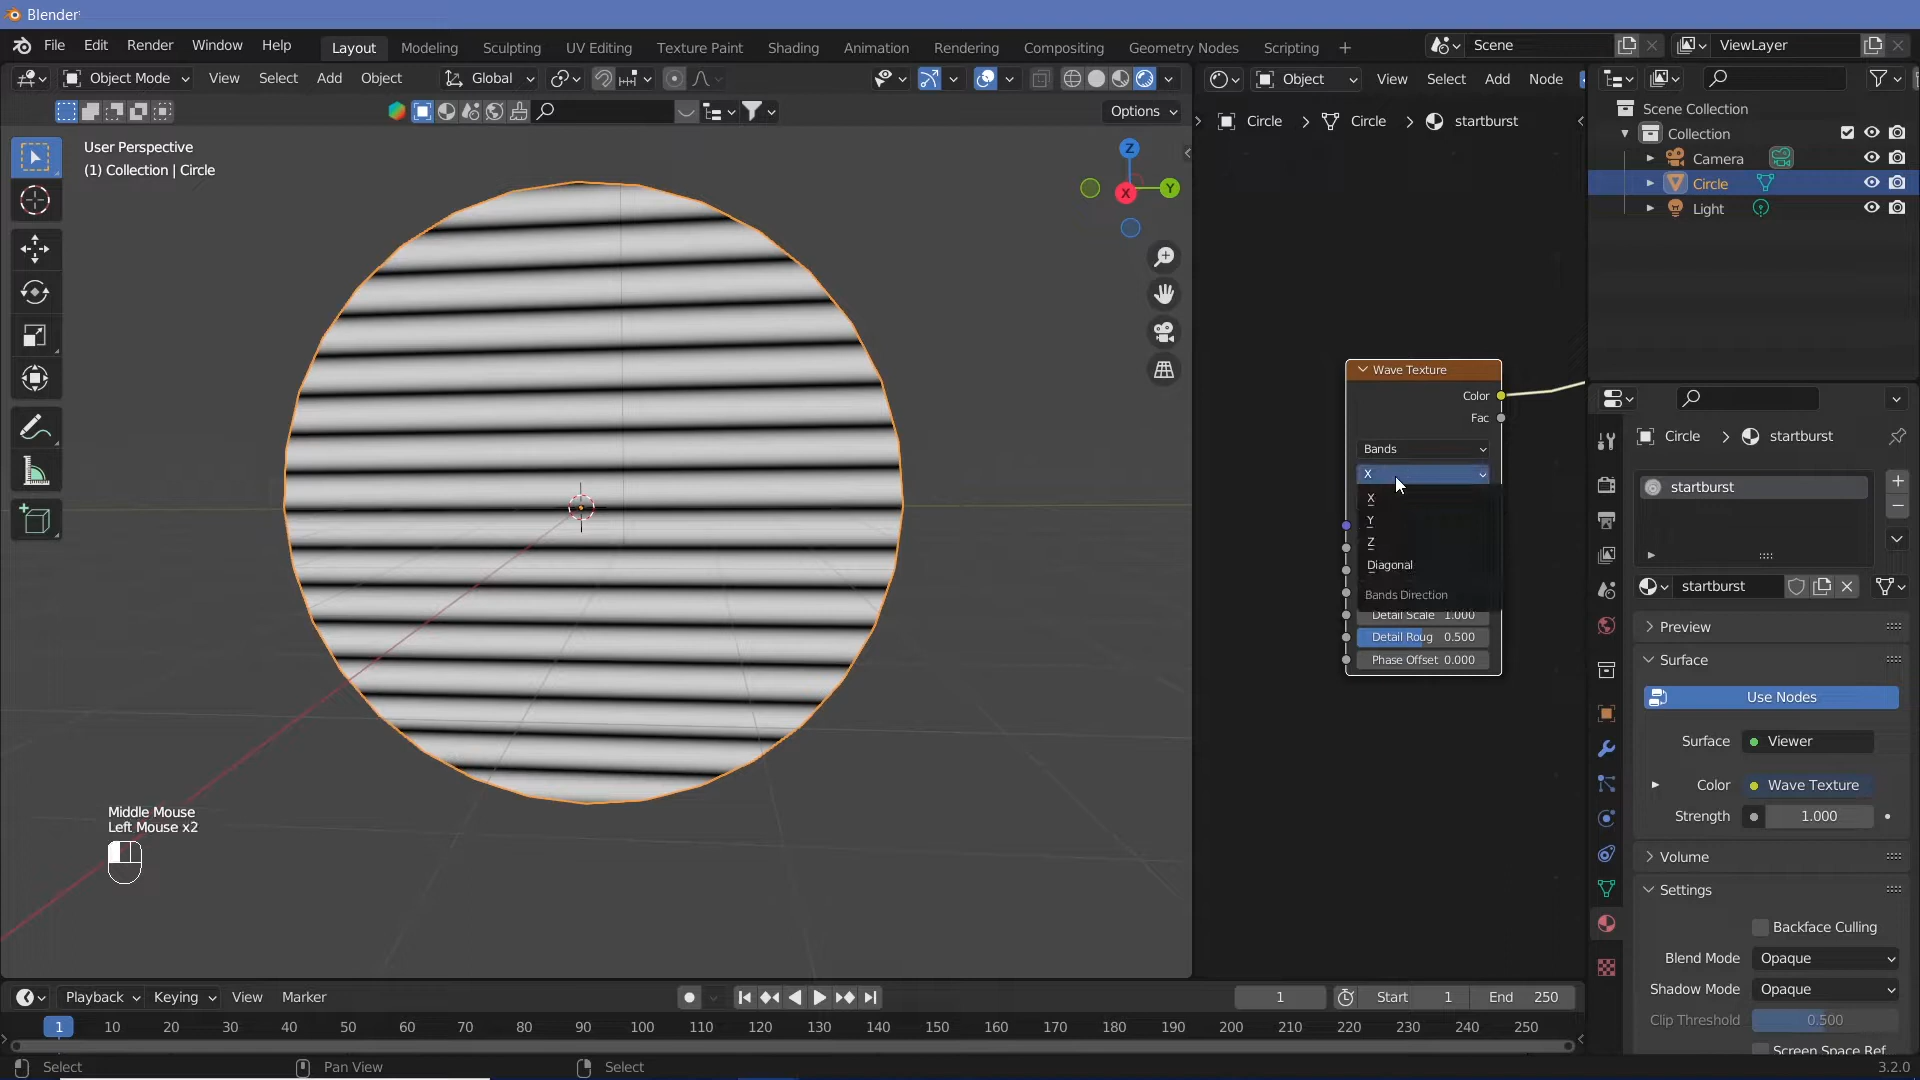 Blender
File Edit Render Window Help
Layout Modeling Sculpting UV Editing Texture Paint Shading Animation Rendering Compositing Geometry Nodes Scripting +
Scene ViewLayer
Object Mode View Select Add Object Global
Object View Select Add Node
Options
Circle > Circle > startburst
User Perspective
(1) Collection | Circle
Z
Y
X
Scene Collection
Collection
Camera
Circle
Light
Wave Texture
Color
Fac
Bands
X
X
Y
Z
Diagonal
Bands Direction
Detail Scale 1.000
Detail Roug 0.500
Phase Offset 0.000
Circle > startburst
startburst
startburst
Preview
Surface
Use Nodes
Surface Viewer
Color Wave Texture
Strength 1.000
Volume
Settings
Backface Culling
Blend Mode Opaque
Shadow Mode Opaque
Clip Threshold 0.500
Screen Space Ref
Middle Mouse
Left Mouse x2
Playback Keying View Marker
1 Start 1 End 250
1 10 20 30 40 50 60 70 80 90 100 110 120 130 140 150 160 170 180 190 200 210 220 230 240 250
Select Pan View Select 3.2.0